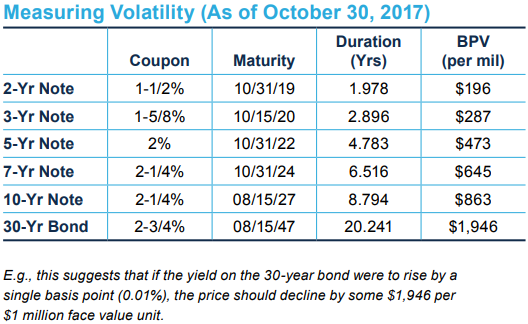 Measuring Volatility (As of October 30, 2017)
Coupon Maturity Duration (Yrs) BPV (per mil)
2-Yr Note 1-1/2% 10/31/19 1.978 $196
3-Yr Note 1-5/8% 10/15/20 2.896 $287
5-Yr Note 2% 10/31/22 4.783 $473
7-Yr Note 2-1/4% 10/31/24 6.516 $645
10-Yr Note 2-1/4% 08/15/27 8.794 $863
30-Yr Bond 2-3/4% 08/15/47 20.241 $1,946
E.g., this suggests that if the yield on the 30-year bond were to rise by a
single basis point (0.01%), the price should decline by some $1,946 per
$1 million face value unit.